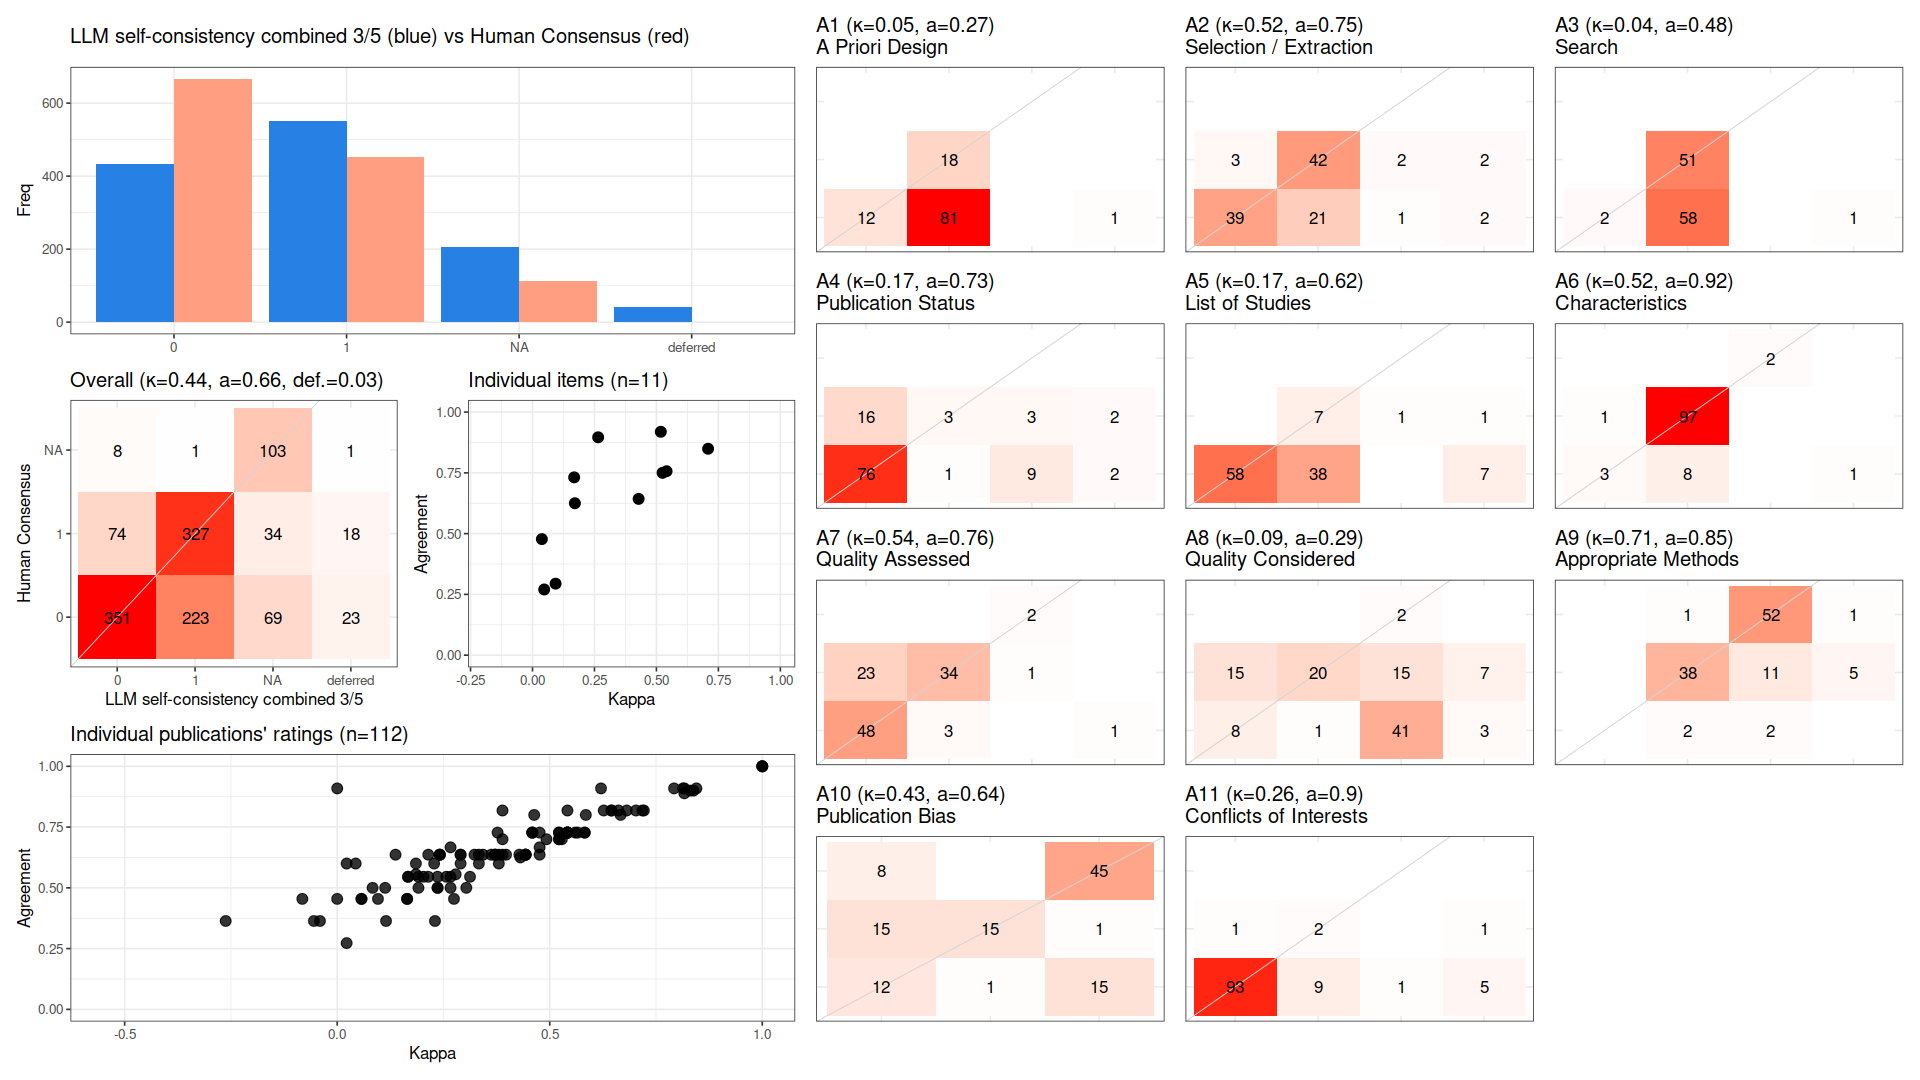 LLM self-consistency combined 3/5 (blue) vs Human Consensus (red)
Freq
600
400
200
0
0 1 NA deferred
Overall (κ=0.44, a=0.66, def.=0.03)
Human Consensus
NA 8 1 103 1
1 74 327 34 18
0 351 223 69 23
0 1 NA deferred
LLM self-consistency combined 3/5
Individual items (n=11)
Agreement
1.00
0.75
0.50
0.25
0.00
-0.25 0.00 0.25 0.50 0.75 1.00
Kappa
Individual publications' ratings (n=112)
Agreement
1.00
0.75
0.50
0.25
0.00
-0.5 0.0 0.5 1.0
Kappa
A1 (κ=0.05, a=0.27)
A Priori Design
18
12 81 1
A2 (κ=0.52, a=0.75)
Selection / Extraction
3 42 2 2
39 21 1 2
A3 (κ=0.04, a=0.48)
Search
51
2 58 1
A4 (κ=0.17, a=0.73)
Publication Status
16 3 3 2
76 1 9 2
A5 (κ=0.17, a=0.62)
List of Studies
7 1 1
58 38 7
A6 (κ=0.52, a=0.92)
Characteristics
2
1 97
3 8 1
A7 (κ=0.54, a=0.76)
Quality Assessed
2
23 34 1
48 3 1
A8 (κ=0.09, a=0.29)
Quality Considered
2
15 20 15 7
8 1 41 3
A9 (κ=0.71, a=0.85)
Appropriate Methods
1 52 1
38 11 5
2 2
A10 (κ=0.43, a=0.64)
Publication Bias
8 45
15 15 1
12 1 15
A11 (κ=0.26, a=0.9)
Conflicts of Interests
1 2 1
93 9 1 5